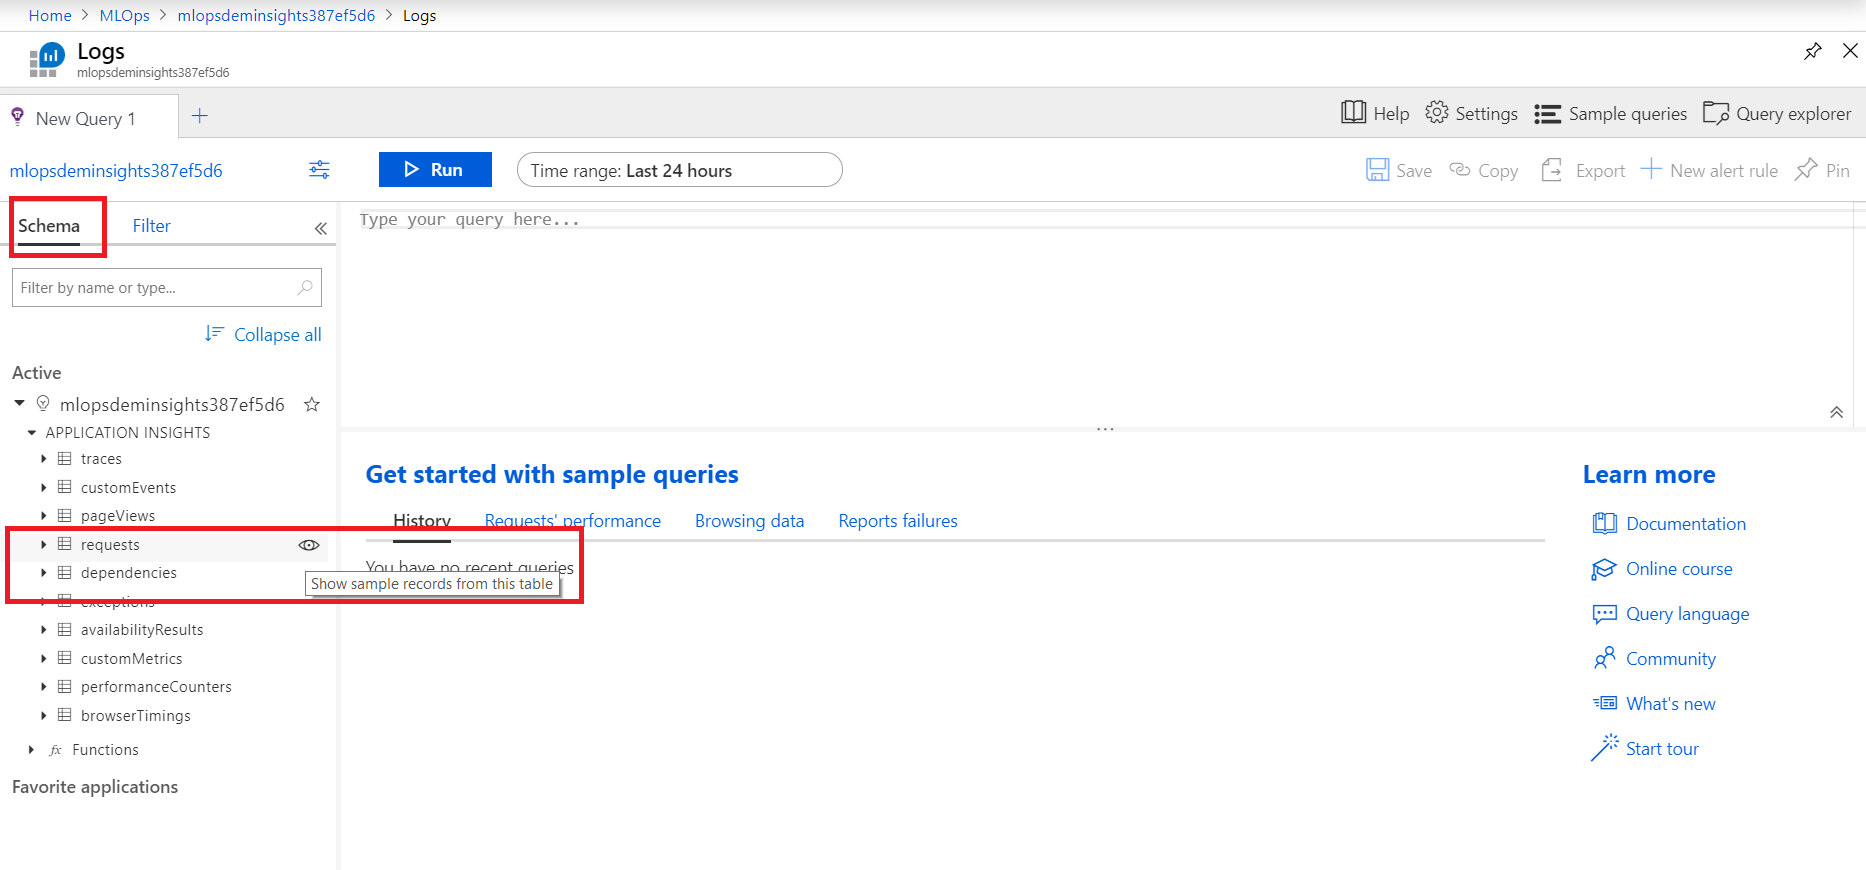 Home > MLOps > mlopsdeminsights387ef5d6 > Logs
Logs
mlopsdeminsights387ef5d6
New Query 1
Help Settings Sample queries Query explorer
mlopsdeminsights387ef5d6
Run
Time range: Last 24 hours
Save Copy Export New alert rule Pin
Schema Filter
Type your query here...
Filter by name or type...
Collapse all
Active
mlopsdeminsights387ef5d6
APPLICATION INSIGHTS
traces
customEvents
pageViews
requests
dependencies
exceptions
availabilityResults
customMetrics
performanceCounters
browserTimings
fx Functions
Favorite applications
Get started with sample queries
History Requests' performance Browsing data Reports failures
You have no recent queries
Show sample records from this table
Learn more
Documentation
Online course
Query language
Community
What's new
Start tour